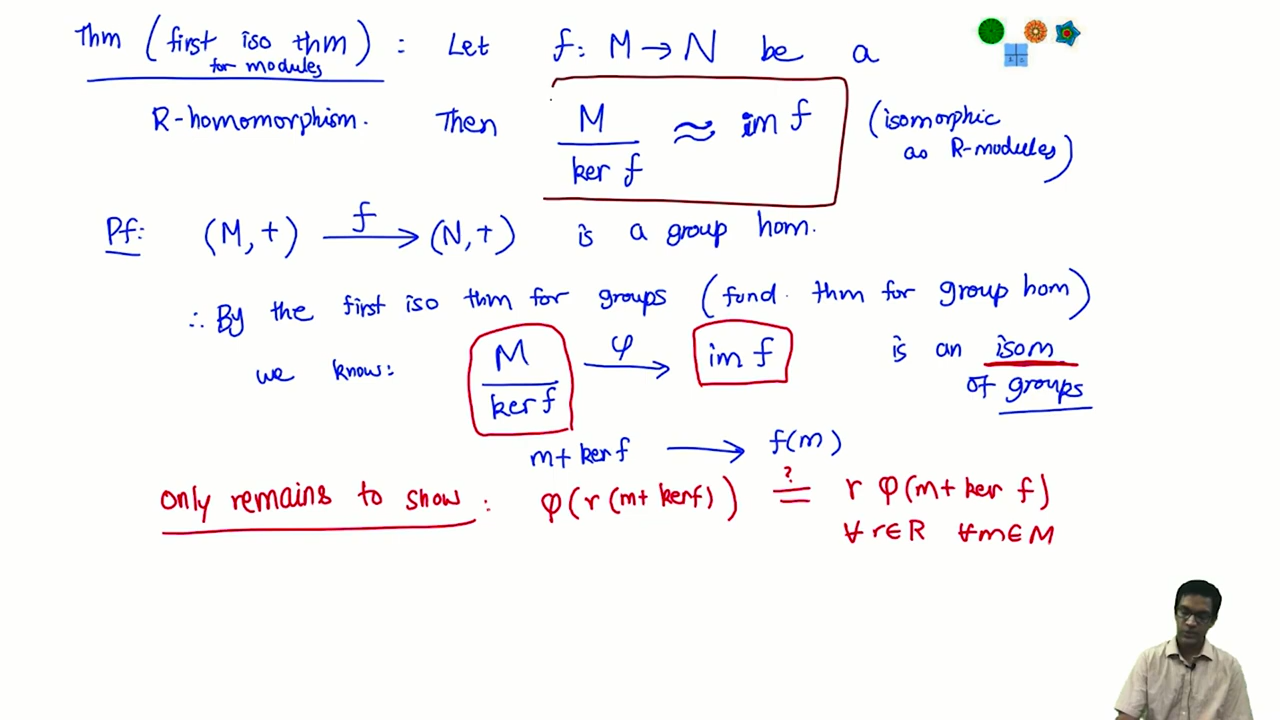 Thm (first iso thm) : Let f: M → N be a
for modules
R-homomorphism. Then M / ker f ≈ im f (isomorphic
as R-modules)
Pf: (M, +) —f→ (N, +) is a group hom.
∴ By the first iso thm for groups (fund. thm for group hom)
we know: M / ker f —φ→ im f is an isom
of groups
m + ker f ⟶ f(m)
only remains to show : φ(r(m + ker f)) ≟ r φ(m + ker f)
∀ r ∈ R ∀ m ∈ M